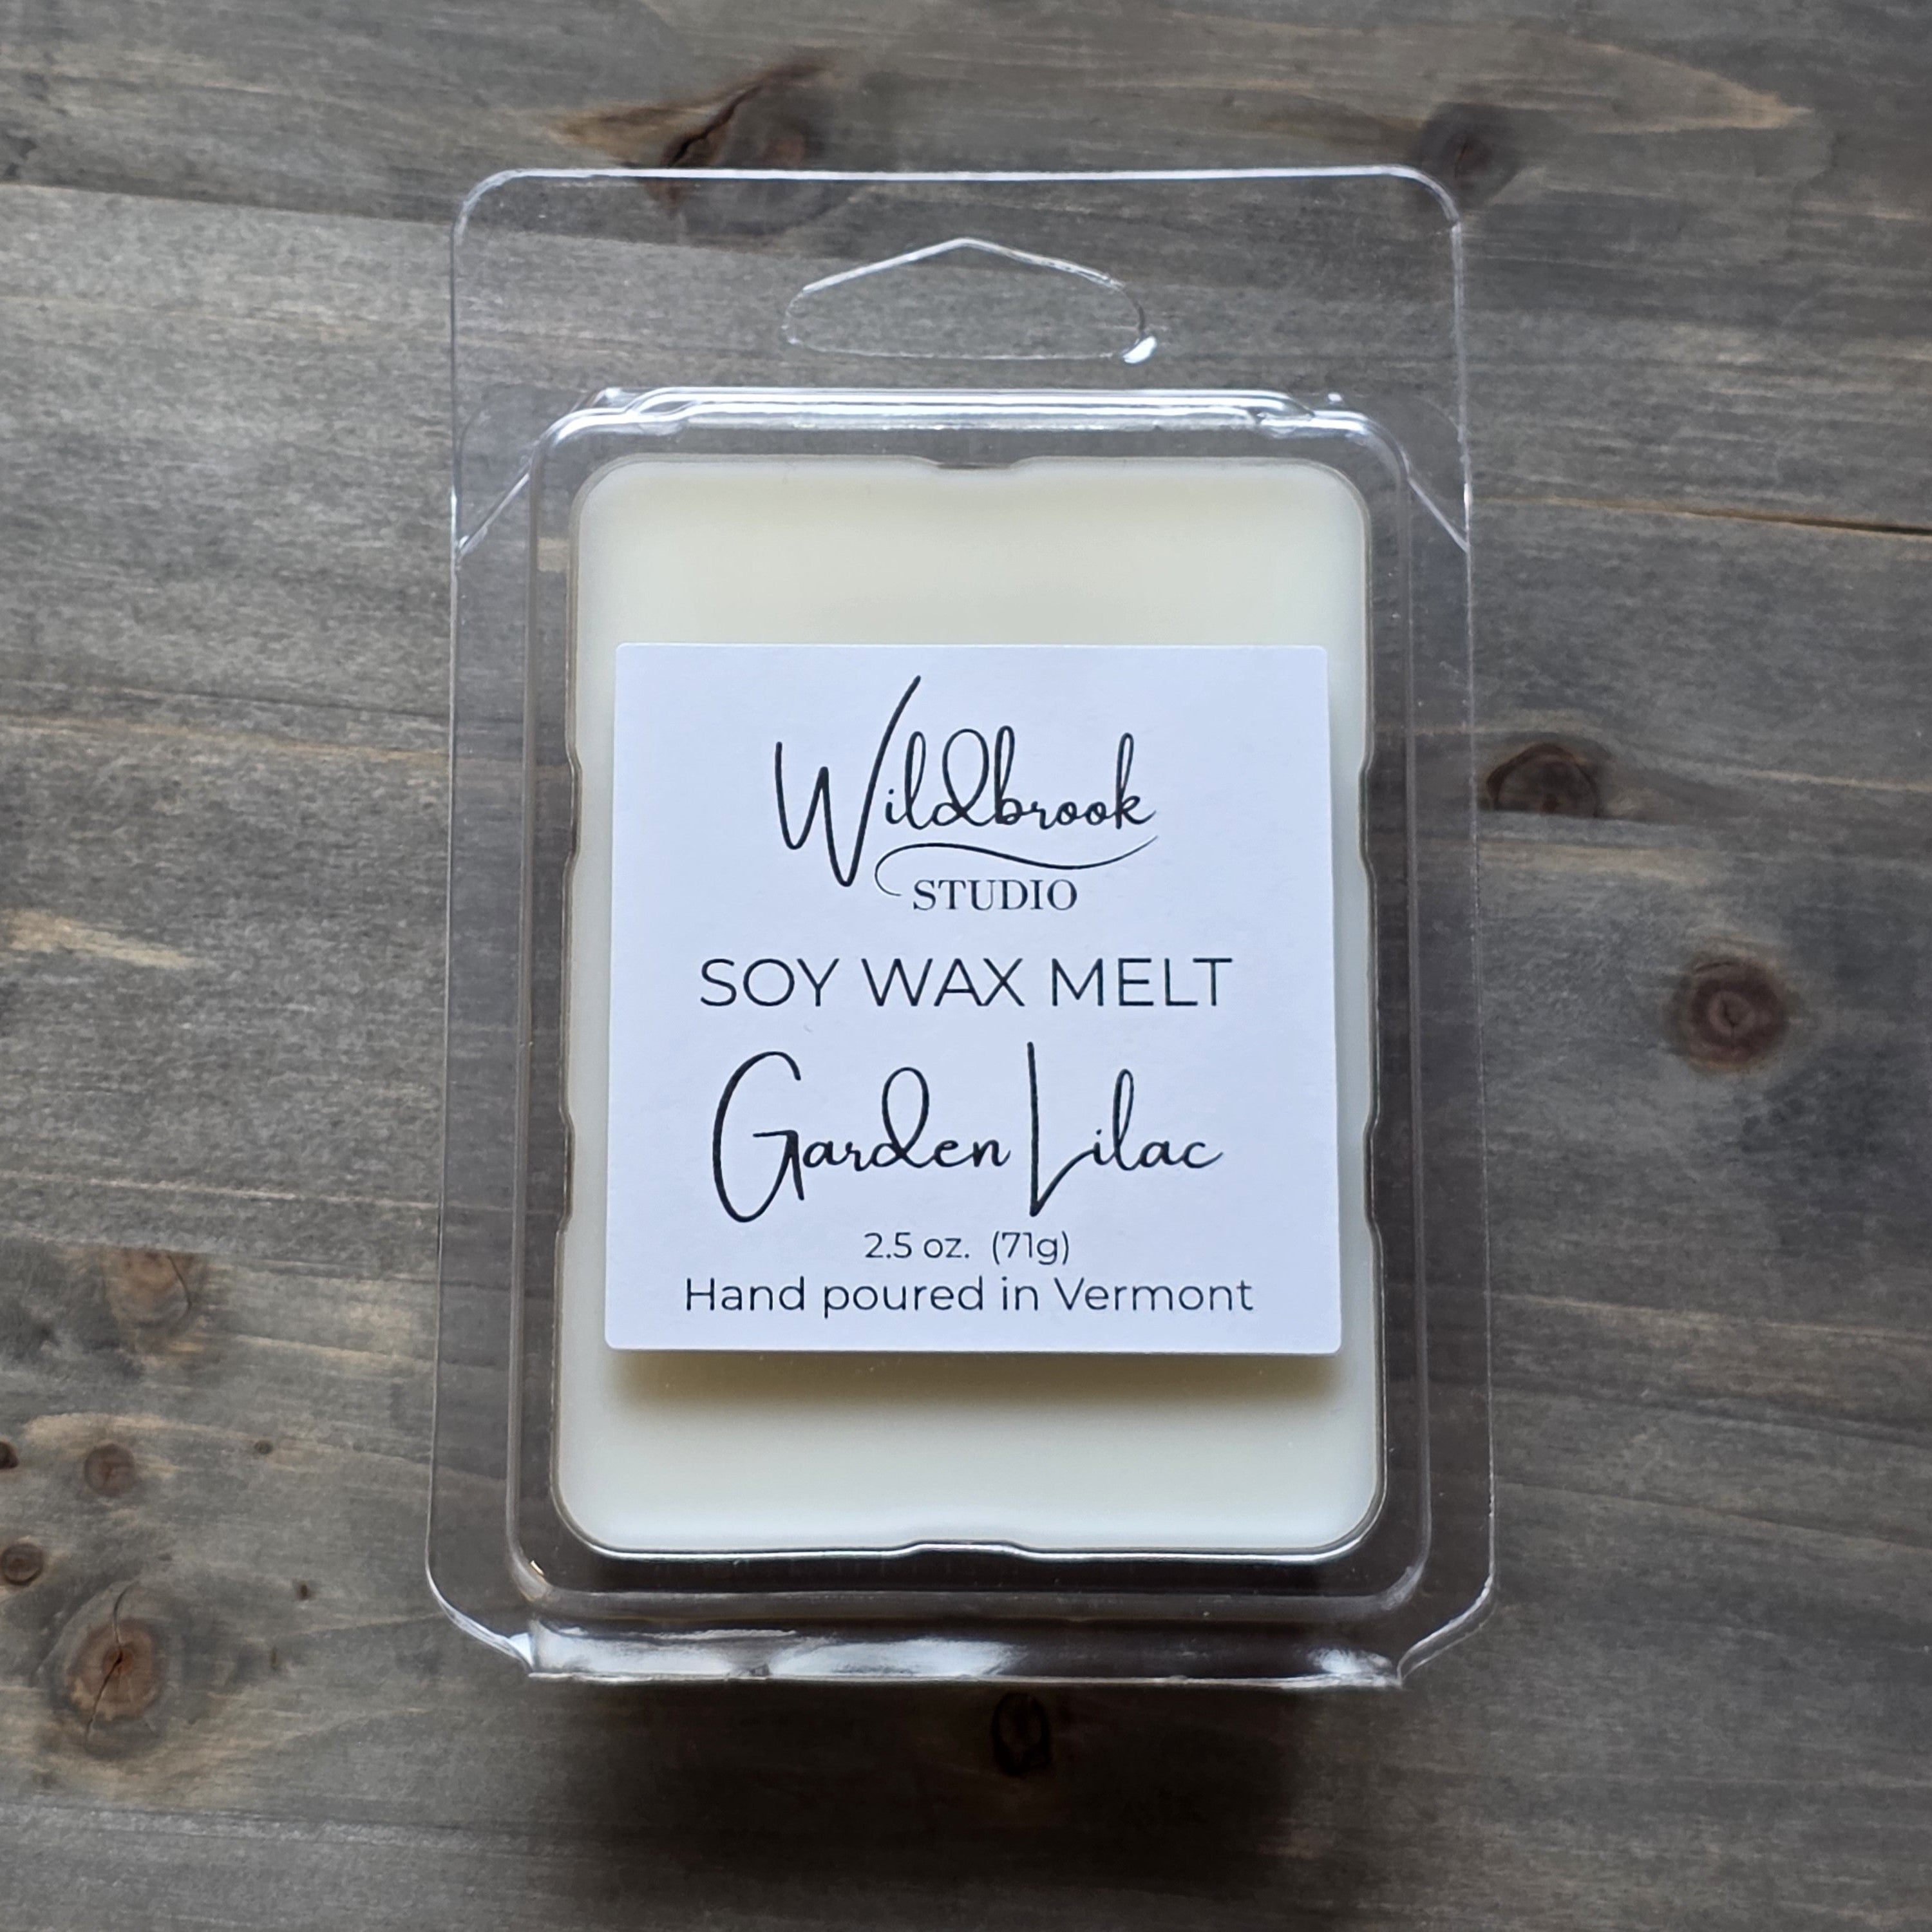 Wildbrook
STUDIO
SOY WAX MELT
Garden Lilac
2.5 oz. (71g)
Hand poured in Vermont